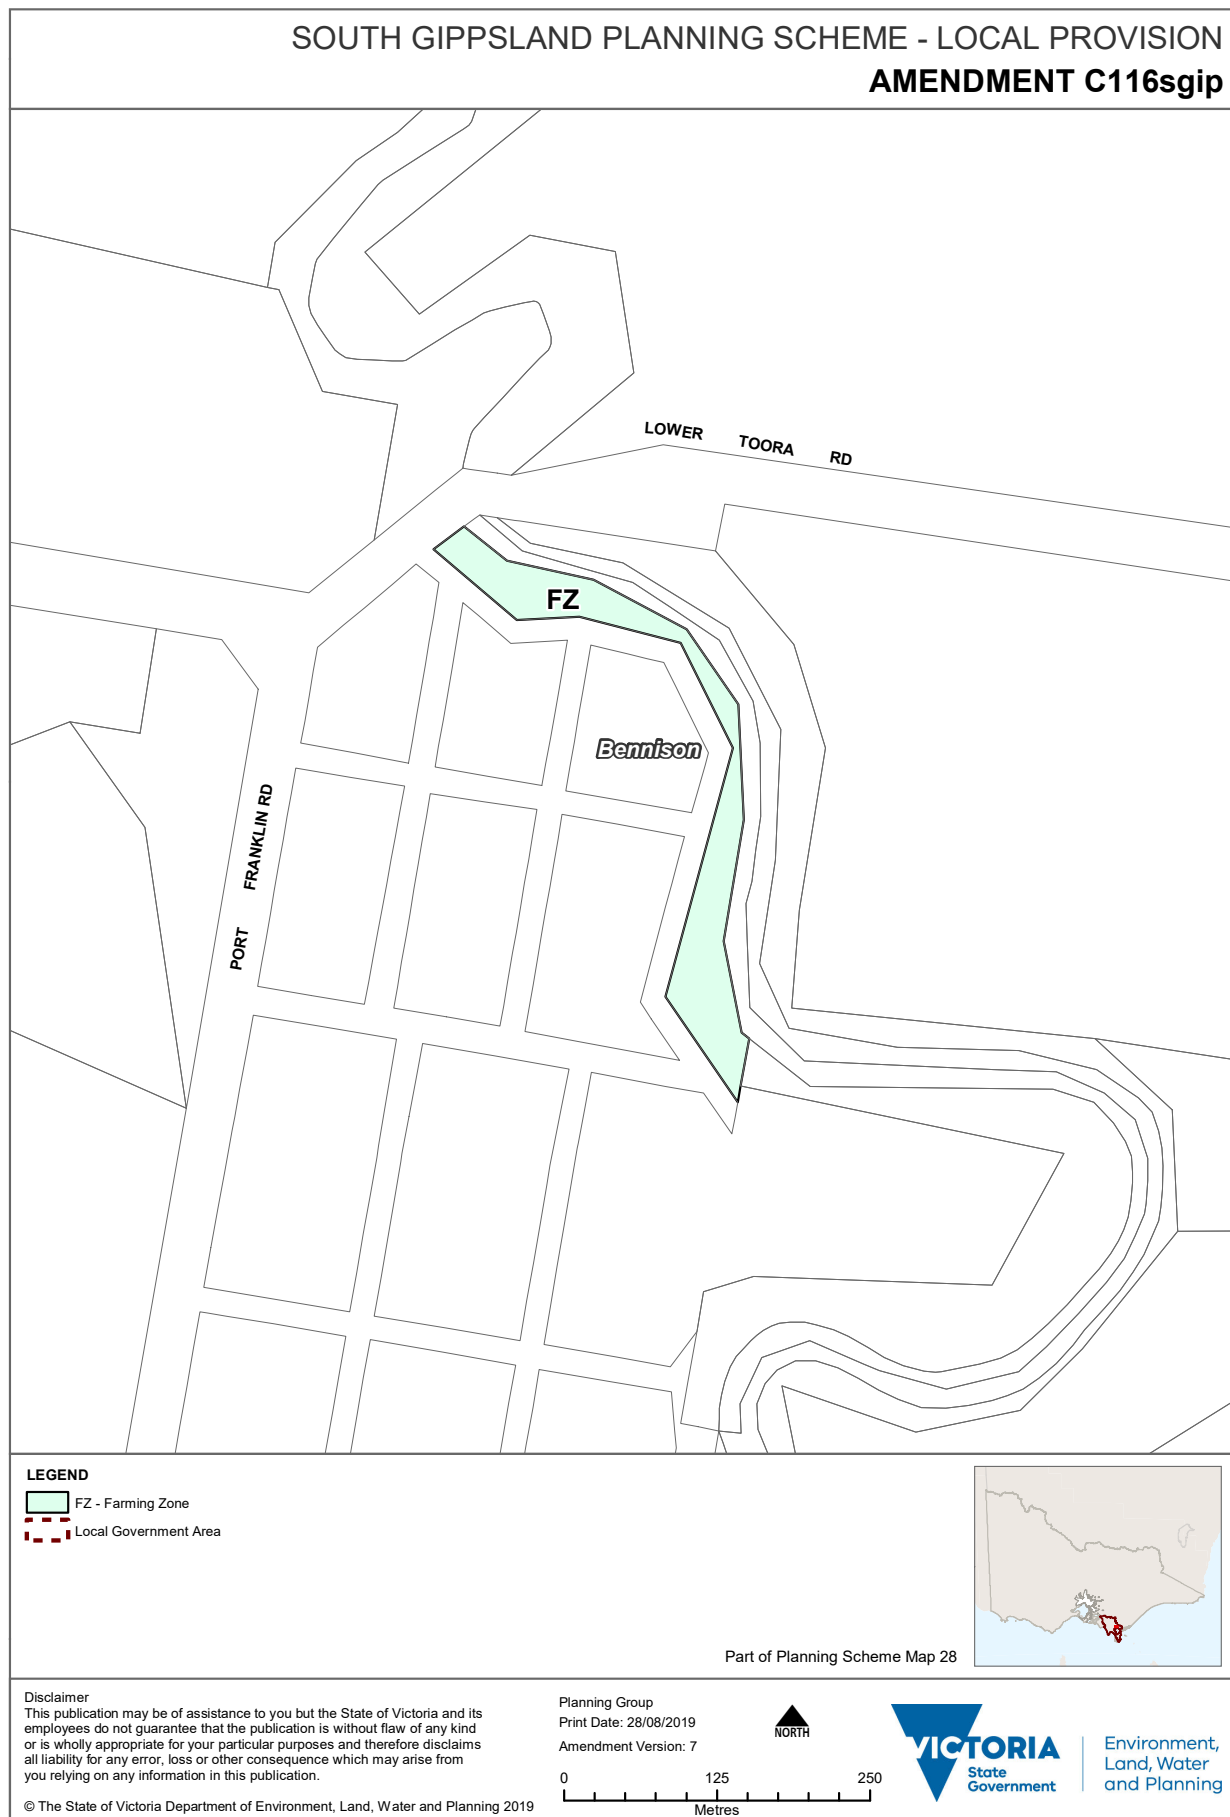 SOUTH GIPPSLAND PLANNING SCHEME - LOCAL PROVISION
AMENDMENT C116sgip
LOWER TOORA RD
FZ
Bennison
PORT FRANKLIN RD
LEGEND
FZ - Farming Zone
Local Government Area
Part of Planning Scheme Map 28
Disclaimer
This publication may be of assistance to you but the State of Victoria and its
employees do not guarantee that the publication is without flaw of any kind
or is wholly appropriate for your particular purposes and therefore disclaims
all liability for any error, loss or other consequence which may arise from
you relying on any information in this publication.
© The State of Victoria Department of Environment, Land, Water and Planning 2019
Planning Group
Print Date: 28/08/2019
Amendment Version: 7
NORTH
0 125 250
Metres
VICTORIA
State
Government
Environment,
Land, Water
and Planning